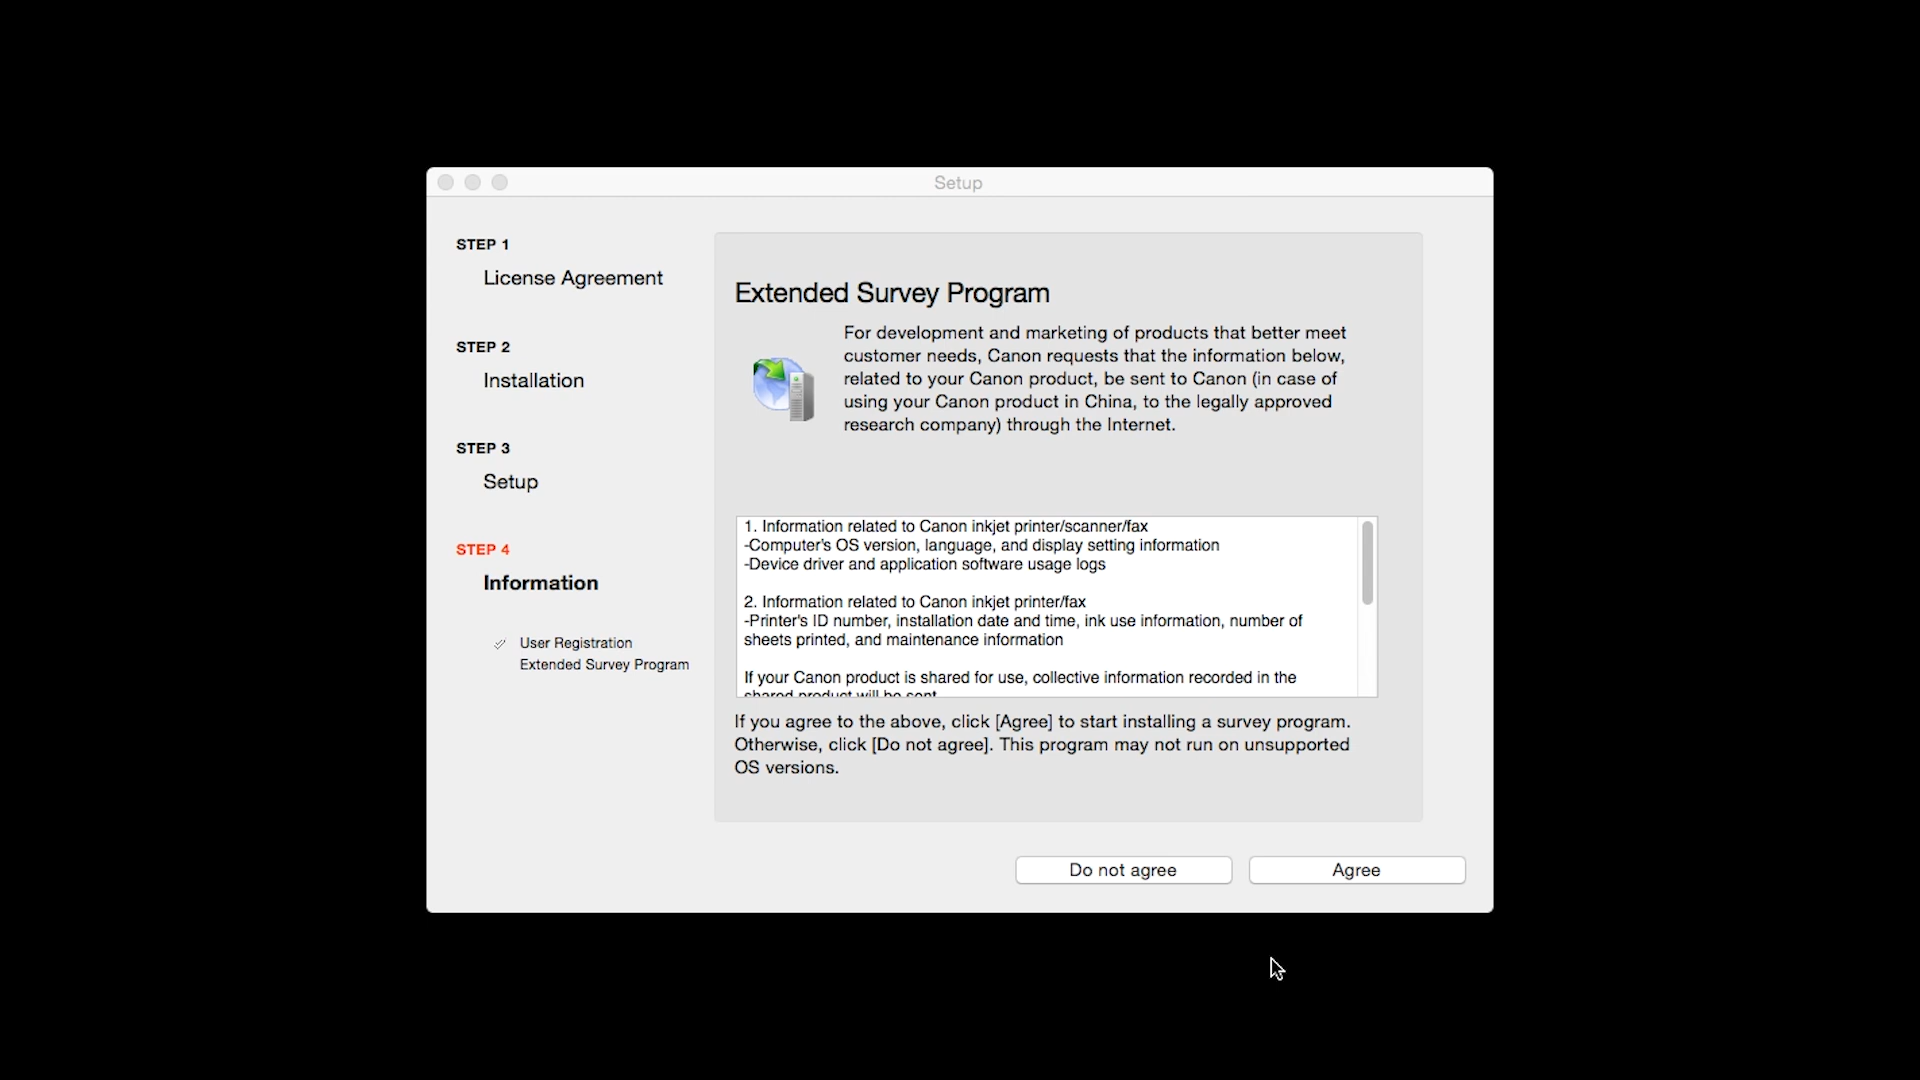 Setup
STEP 1
License Agreement
STEP 2
Installation
STEP 3
Setup
STEP 4
Information
User Registration
Extended Survey Program
Extended Survey Program
For development and marketing of products that better meet
customer needs, Canon requests that the information below,
related to your Canon product, be sent to Canon (in case of
using your Canon product in China, to the legally approved
research company) through the Internet.
1. Information related to Canon inkjet printer/scanner/fax
-Computer's OS version, language, and display setting information
-Device driver and application software usage logs
2. Information related to Canon inkjet printer/fax
-Printer's ID number, installation date and time, ink use information, number of
sheets printed, and maintenance information
If your Canon product is shared for use, collective information recorded in the
shared product will be sent.
If you agree to the above, click [Agree] to start installing a survey program.
Otherwise, click [Do not agree]. This program may not run on unsupported
OS versions.
Do not agree
Agree